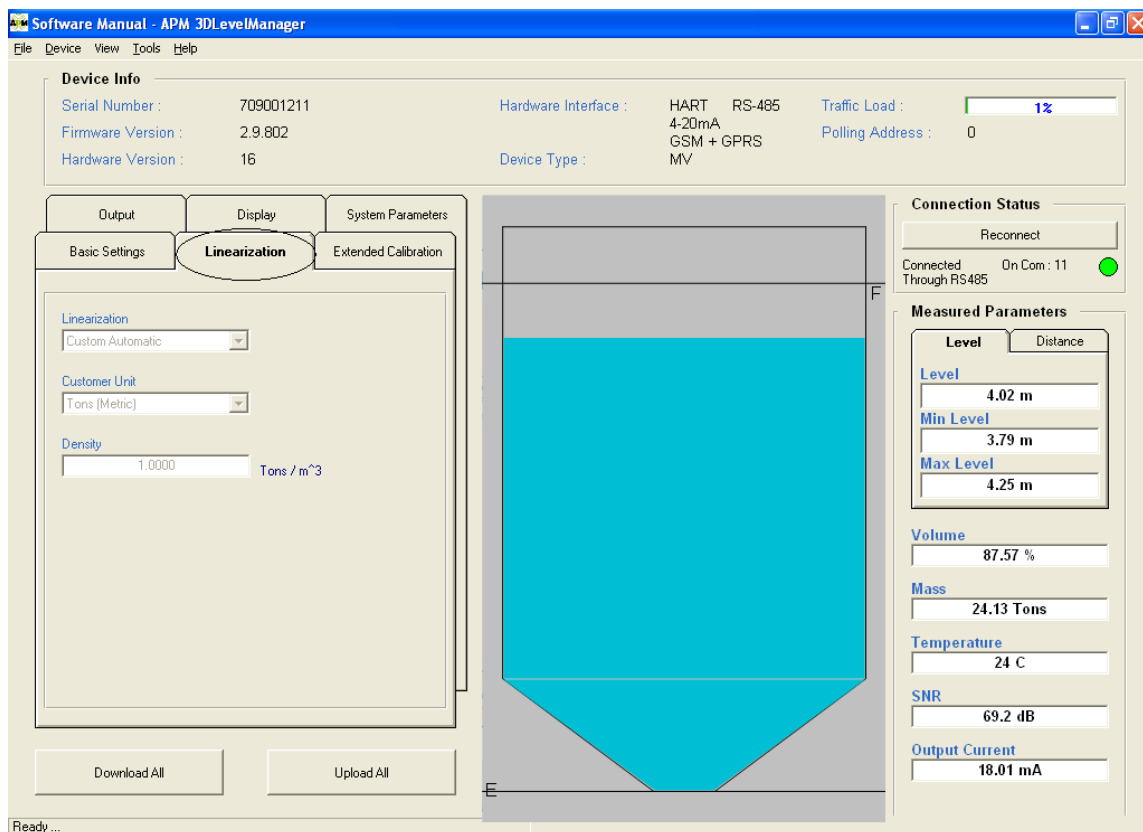 Software Manual - APM 3DLevelManager
File Device View Tools Help
Device Info
Serial Number : 709001211
Firmware Version : 2.9.802
Hardware Version : 16
Hardware Interface : HART RS-485
4-20mA
GSM + GPRS
Device Type : MV
Traffic Load : 1%
Polling Address : 0
Output Display System Parameters
Basic Settings Linearization Extended Calibration
Linearization
Custom Automatic
Customer Unit
Tons (Metric)
Density
1.0000 Tons / m^3
Download All Upload All
Ready ...
F
E
Connection Status
Reconnect
Connected On Com : 11
Through RS485
Measured Parameters
Level Distance
Level
4.02 m
Min Level
3.79 m
Max Level
4.25 m
Volume
87.57 %
Mass
24.13 Tons
Temperature
24 C
SNR
69.2 dB
Output Current
18.01 mA